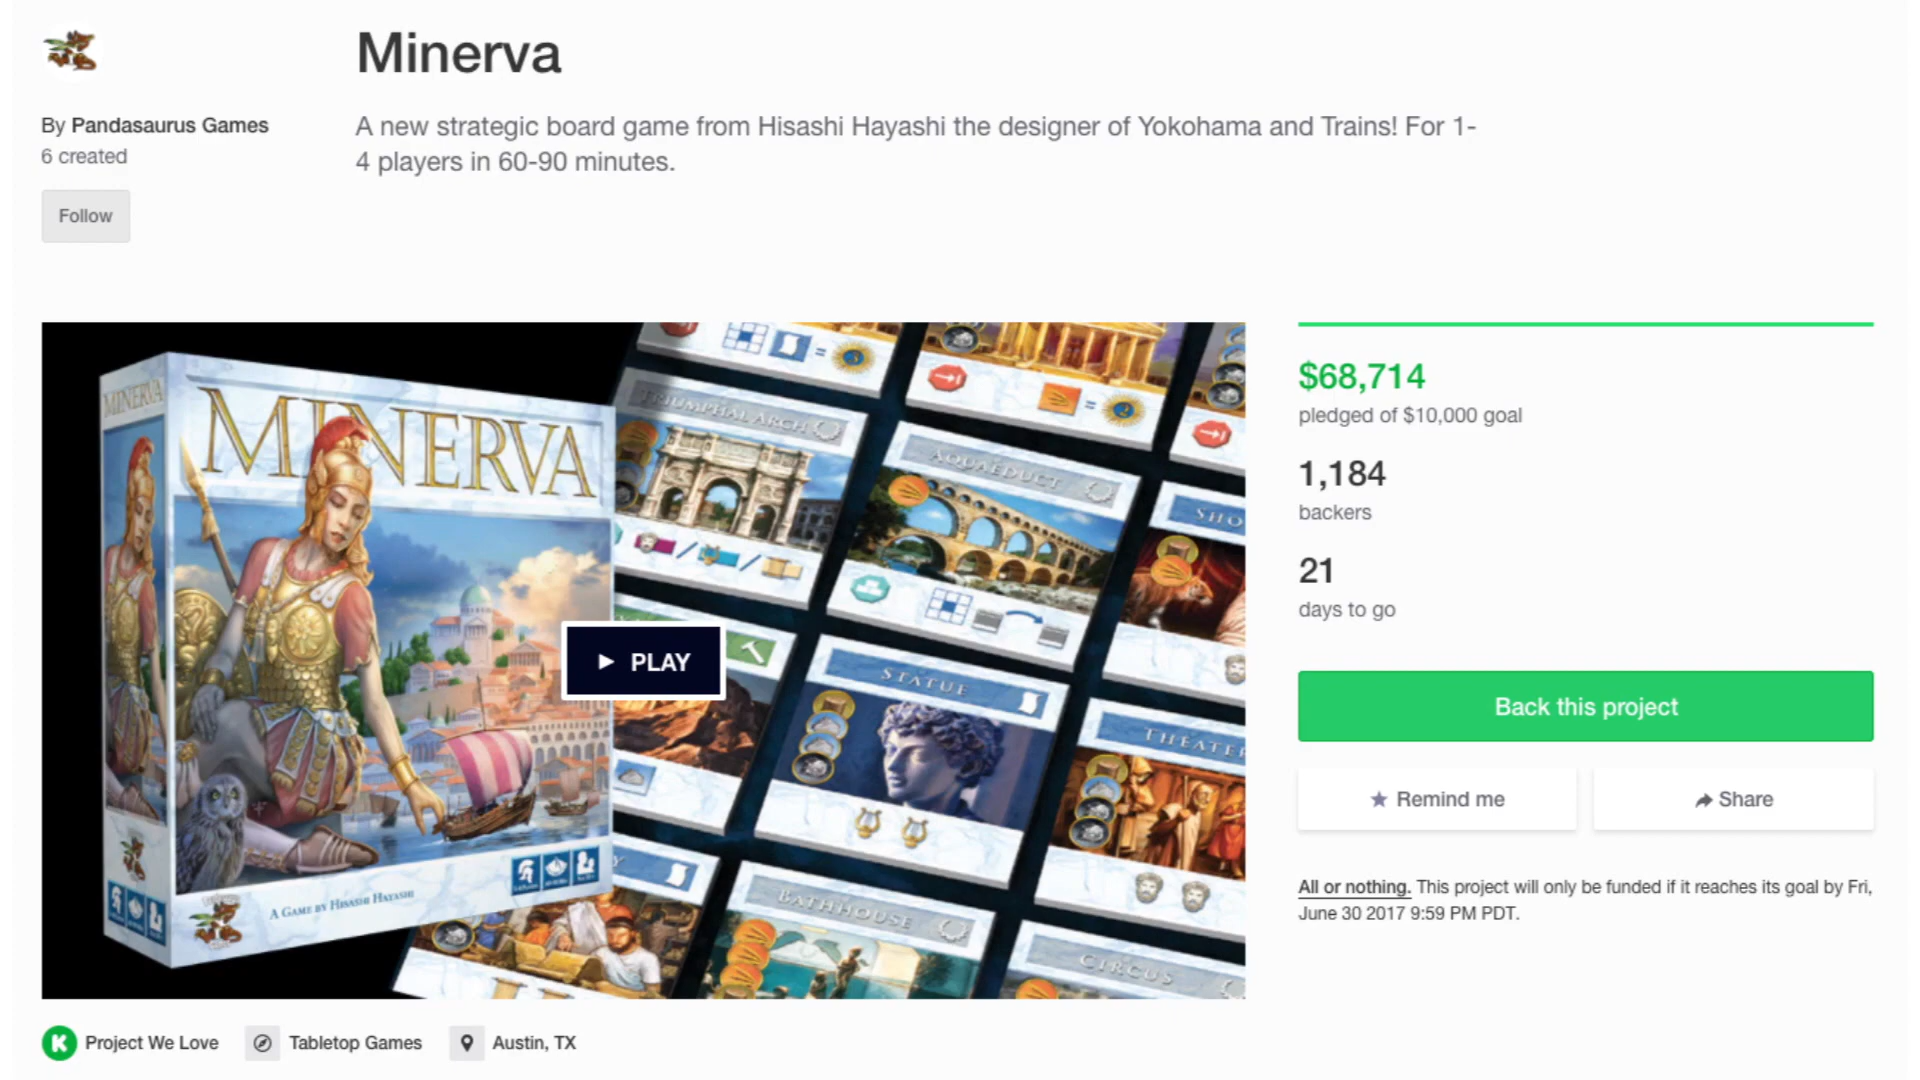 Minerva
By Pandasaurus Games
6 created
A new strategic board game from Hisashi Hayashi the designer of Yokohama and Trains! For 1-
4 players in 60-90 minutes.
Follow
MINERVA
MINERVA
TRIUMPHAL ARCH
AQUAEDUCT
SHO
STATUE
THEATER
BATHHOUSE
CIRCUS
A GAME BY HISASHI HAYASHI
PLAY
$68,714
pledged of $10,000 goal
1,184
backers
21
days to go
Back this project
Remind me
Share
All or nothing. This project will only be funded if it reaches its goal by Fri,
June 30 2017 9:59 PM PDT.
Project We Love
Tabletop Games
Austin, TX